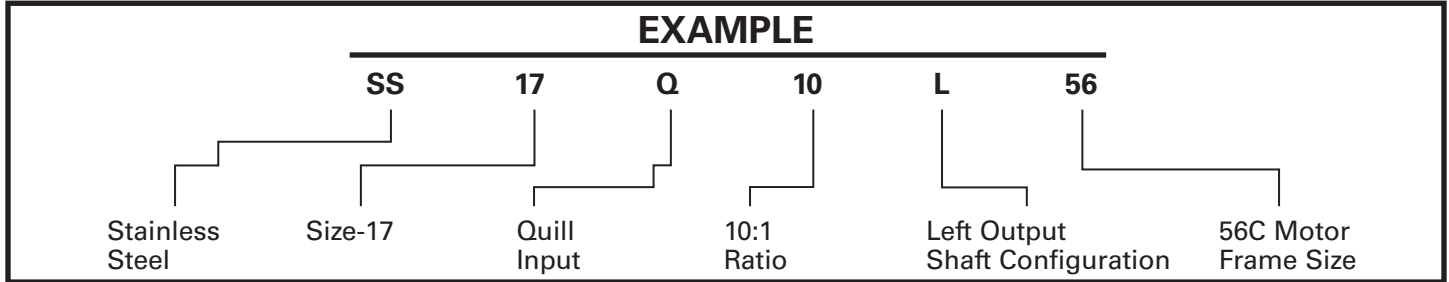 EXAMPLE
SS 17 Q 10 L 56
Stainless Steel
Size-17
Quill Input
10:1 Ratio
Left Output Shaft Configuration
56C Motor Frame Size